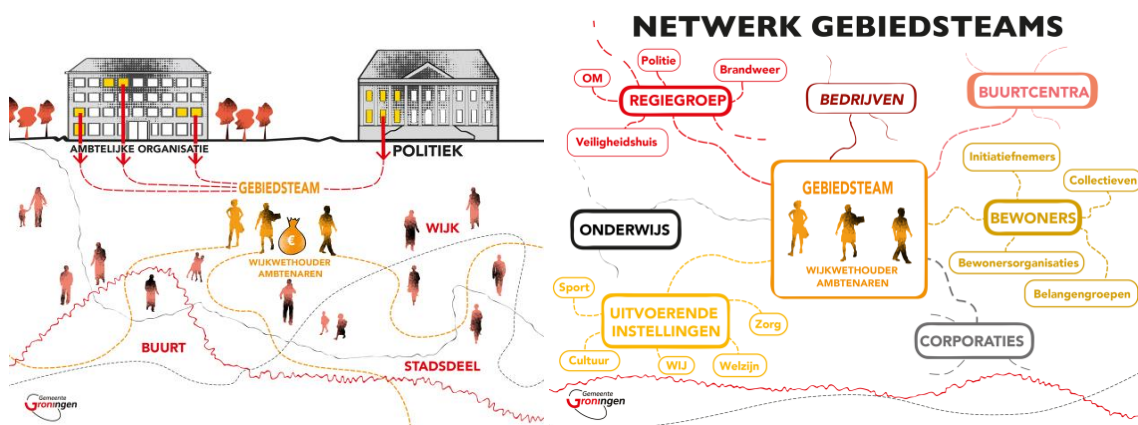 AMBTELIJKE ORGANISATIE
POLITIEK
GEBIEDSTEAM
WIJK
€
WIJKWETHOUDER
AMBTENAREN
BUURT
STADSDEEL
Gemeente
Groningen
NETWERK GEBIEDSTEAMS
Politie
OM
Brandweer
REGIEGROEP
Veiligheidshuis
BEDRIJVEN
BUURTCENTRA
GEBIEDSTEAM
WIJKWETHOUDER
AMBTENAREN
Initiatiefnemers
Collectieven
BEWONERS
Bewonersorganisaties
Belangengroepen
ONDERWIJS
Sport
UITVOERENDE
INSTELLINGEN
Zorg
Cultuur
WIJ
Welzijn
CORPORATIES
Gemeente
Groningen